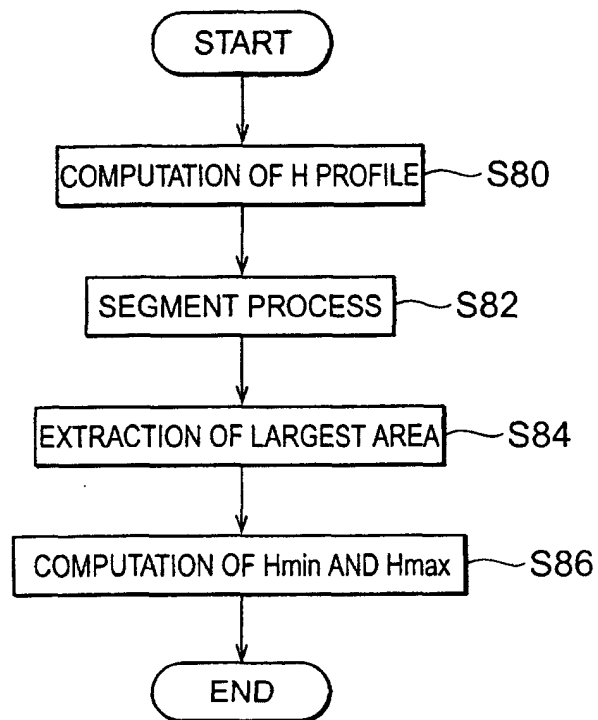 START
COMPUTATION OF H PROFILE
S80
SEGMENT PROCESS
S82
EXTRACTION OF LARGEST AREA
S84
COMPUTATION OF Hmin AND Hmax
S86
END